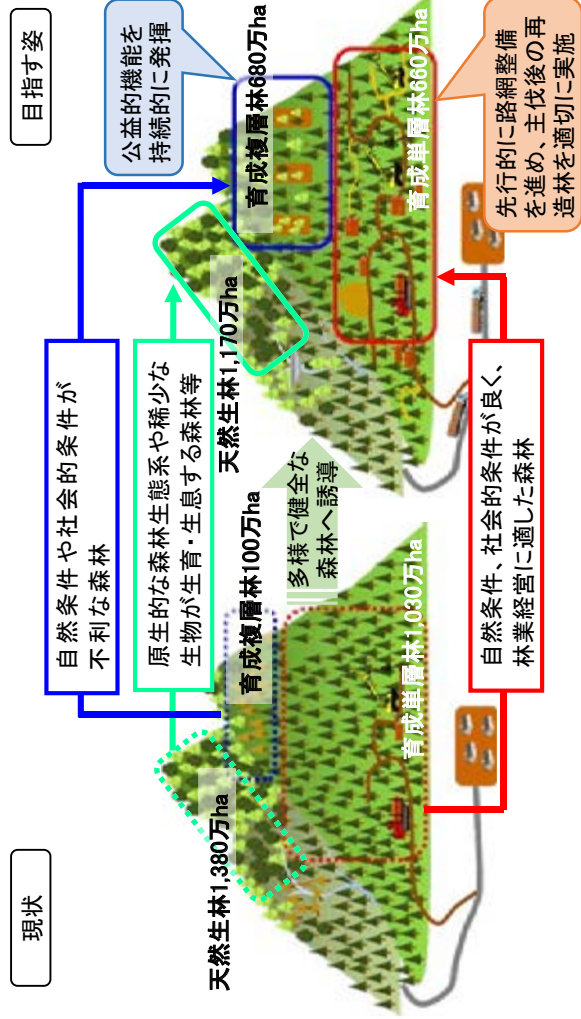 現状
目指す姿
自然条件や社会的条件が
不利な森林
原生的な森林生態系や稀少な
生物が生育・生息する森林等
公益的機能を
持続的に発揮
天然生林1,380万ha
育成複層林100万ha
育成単層林1,030万ha
多様で健全な
森林へ誘導
天然生林1,170万ha
育成複層林680万ha
育成単層林660万ha
自然条件、社会的条件が良く、
林業経営に適した森林
先行的に路網整備
を進め、主伐後の再
造林を適切に実施